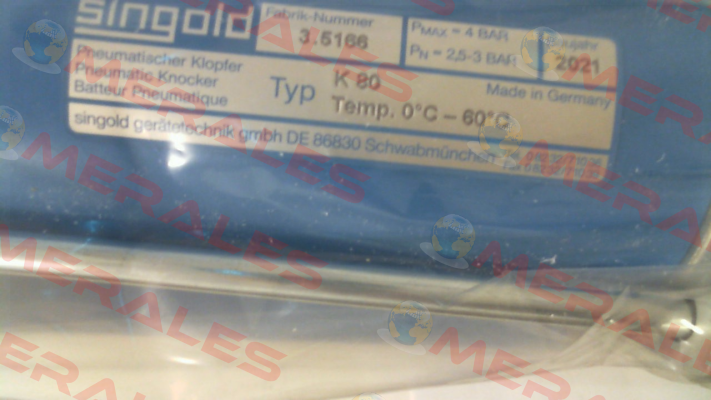 singold
Fabrik-Nummer
3.5166
PMAX = 4 BAR
PN = 2,5-3 BAR
Baujahr
2021
Pneumatischer Klopfer
Pneumatic Knocker
Batteur Pneumatique
Typ K 80
Temp. 0°C – 60°C
Made in Germany
singold gerätetechnik gmbh DE 86830 Schwabmünchen
MERALES
MERALES
MERALES
MERALES
MERALES